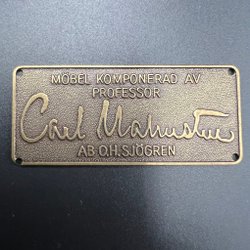 MÖBEL KOMPONERAD AV
PROFESSOR
Carl Malmsten
AB O.H.SJÖGREN